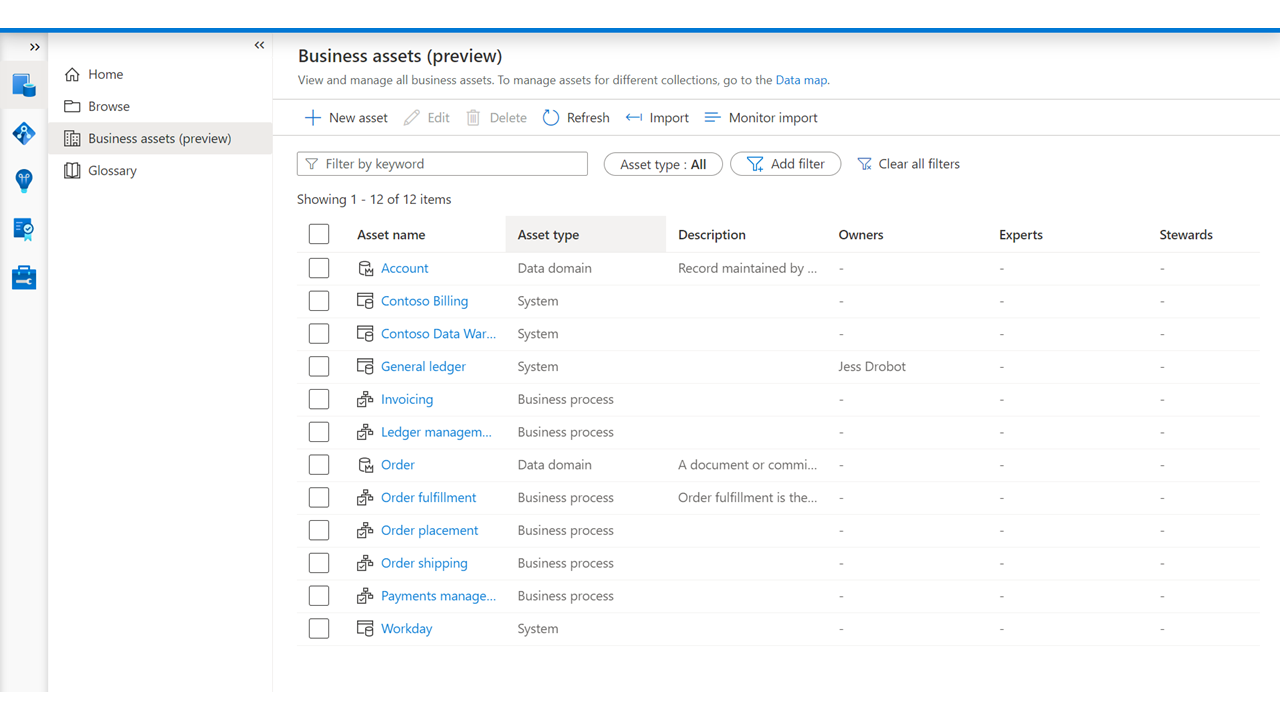 Home
Browse
Business assets (preview)
Glossary
Business assets (preview)
View and manage all business assets. To manage assets for different collections, go to the Data map.
New asset Edit Delete Refresh Import Monitor import
Filter by keyword Asset type : All Add filter Clear all filters
Showing 1 - 12 of 12 items
Asset name Asset type Description Owners Experts Stewards
Account Data domain Record maintained by ... - - -
Contoso Billing System - - -
Contoso Data War... System - - -
General ledger System Jess Drobot - -
Invoicing Business process - - -
Ledger managem... Business process - - -
Order Data domain A document or commi... - - -
Order fulfillment Business process Order fulfillment is the... - - -
Order placement Business process - - -
Order shipping Business process - - -
Payments manage... Business process - - -
Workday System - - -